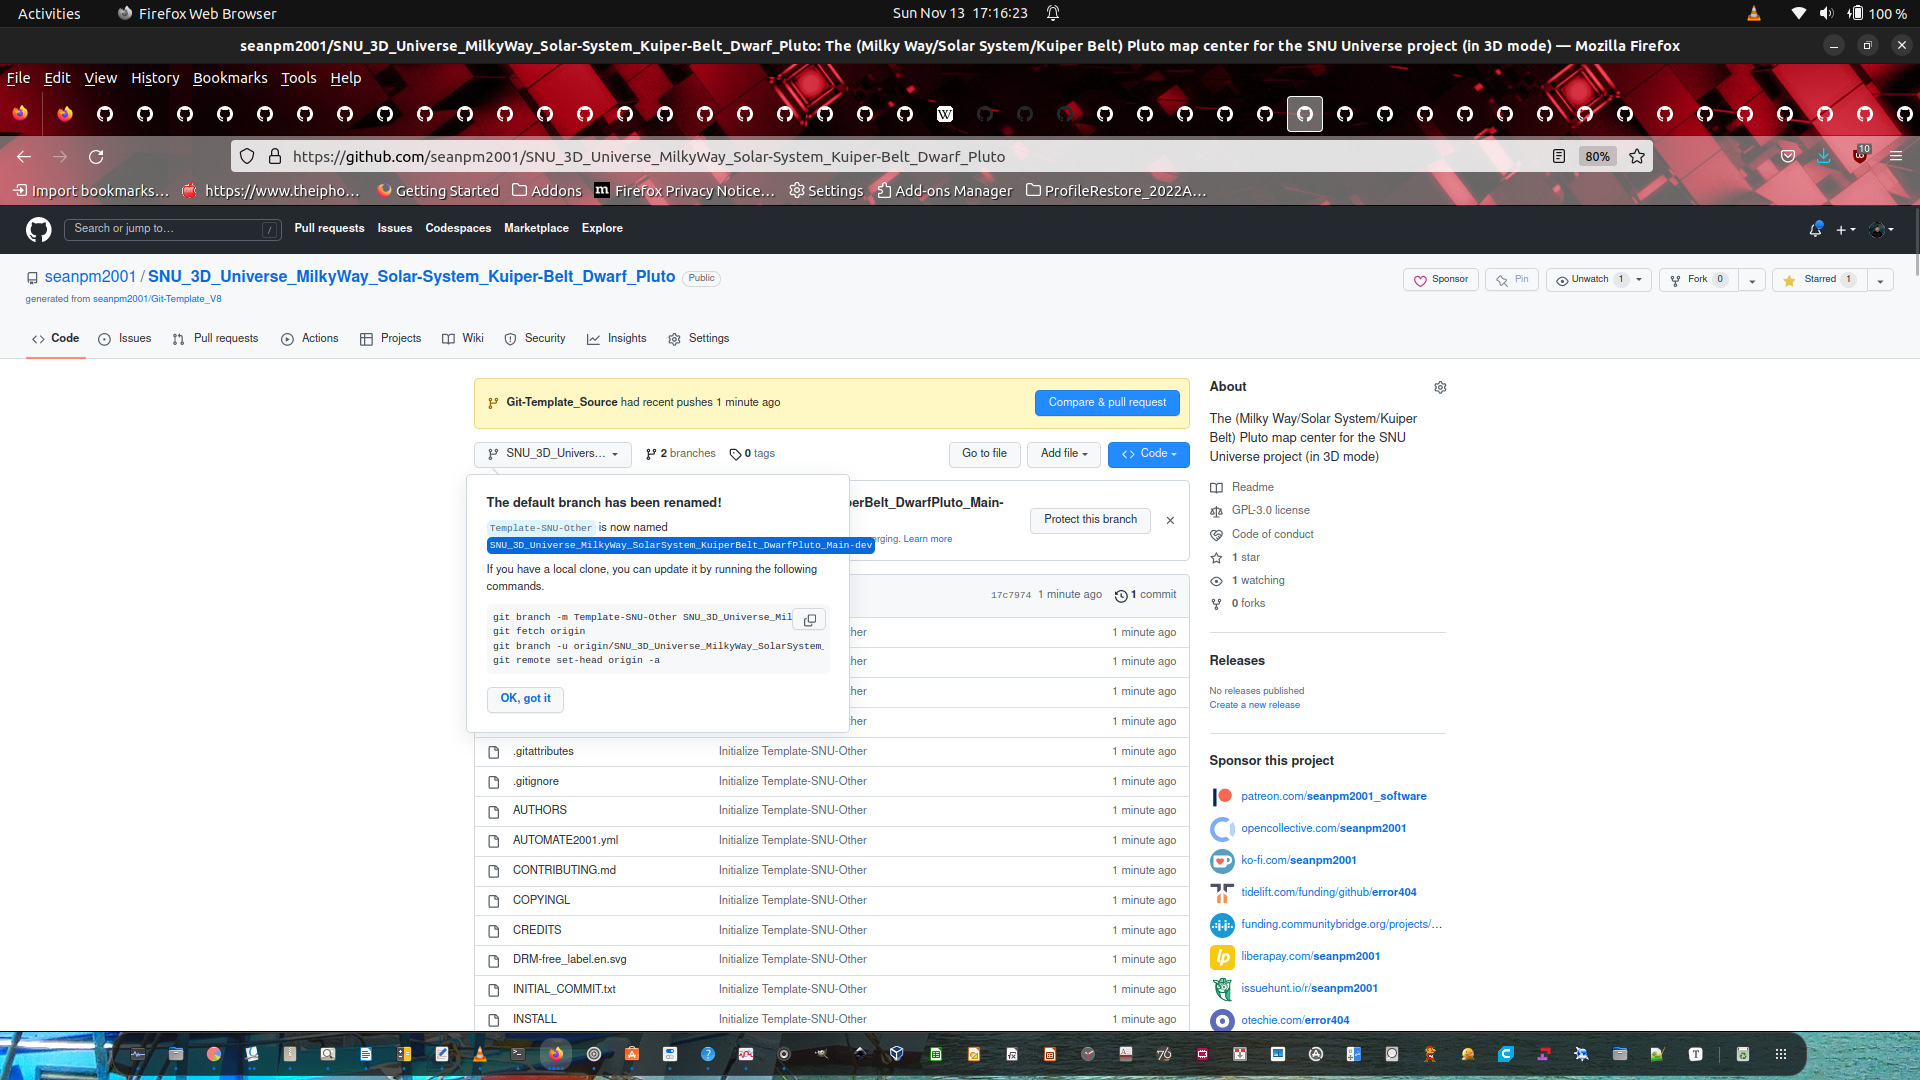 Activities
Firefox Web Browser
Sun Nov 13 17:16:23
100 %
seanpm2001/SNU_3D_Universe_MilkyWay_Solar-System_Kuiper-Belt_Dwarf_Pluto: The (Milky Way/Solar System/Kuiper Belt) Pluto map center for the SNU Universe project (in 3D mode) — Mozilla Firefox
File Edit View History Bookmarks Tools Help
https://github.com/seanpm2001/SNU_3D_Universe_MilkyWay_Solar-System_Kuiper-Belt_Dwarf_Pluto
80%
10
Import bookmarks…
https://www.theipho…
Getting Started
Addons
Firefox Privacy Notice…
Settings
Add-ons Manager
ProfileRestore_2022A…
Search or jump to…
/
Pull requests
Issues
Codespaces
Marketplace
Explore
seanpm2001 / SNU_3D_Universe_MilkyWay_Solar-System_Kuiper-Belt_Dwarf_Pluto
Public
Sponsor
Pin
Unwatch 1
Fork 0
Starred 1
generated from seanpm2001/Git-Template_V8
Code
Issues
Pull requests
Actions
Projects
Wiki
Security
Insights
Settings
Git-Template_Source had recent pushes 1 minute ago
Compare & pull request
SNU_3D_Univers…
2 branches
0 tags
Go to file
Add file
Code
The default branch has been renamed!
Template-SNU-Other is now named
SNU_3D_Universe_MilkyWay_SolarSystem_KuiperBelt_DwarfPluto_Main-dev
If you have a local clone, you can update it by running the following
commands.
git branch -m Template-SNU-Other SNU_3D_Universe_Mil
git fetch origin
git branch -u origin/SNU_3D_Universe_MilkyWay_SolarSystem_
git remote set-head origin -a
OK, got it
erBelt_DwarfPluto_Main-
erging. Learn more
Protect this branch
17c7974 1 minute ago
1 commit
her 1 minute ago
her 1 minute ago
her 1 minute ago
her 1 minute ago
.gitattributes Initialize Template-SNU-Other 1 minute ago
.gitignore Initialize Template-SNU-Other 1 minute ago
AUTHORS Initialize Template-SNU-Other 1 minute ago
AUTOMATE2001.yml Initialize Template-SNU-Other 1 minute ago
CONTRIBUTING.md Initialize Template-SNU-Other 1 minute ago
COPYINGL Initialize Template-SNU-Other 1 minute ago
CREDITS Initialize Template-SNU-Other 1 minute ago
DRM-free_label.en.svg Initialize Template-SNU-Other 1 minute ago
INITIAL_COMMIT.txt Initialize Template-SNU-Other 1 minute ago
INSTALL Initialize Template-SNU-Other 1 minute ago
About
The (Milky Way/Solar System/Kuiper
Belt) Pluto map center for the SNU
Universe project (in 3D mode)
Readme
GPL-3.0 license
Code of conduct
1 star
1 watching
0 forks
Releases
No releases published
Create a new release
Sponsor this project
patreon.com/seanpm2001_software
opencollective.com/seanpm2001
ko-fi.com/seanpm2001
tidelift.com/funding/github/error404
funding.communitybridge.org/projects/…
liberapay.com/seanpm2001
issuehunt.io/r/seanpm2001
otechie.com/error404